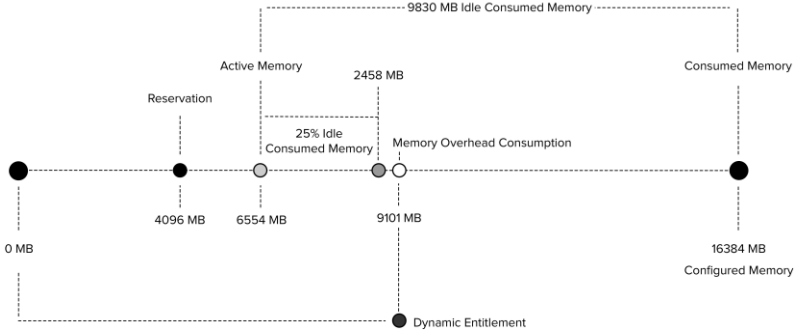 9830 MB Idle Consumed Memory
Active Memory
2458 MB
Consumed Memory
Reservation
25% Idle
Consumed Memory
Memory Overhead Consumption
4096 MB
6554 MB
9101 MB
0 MB
16384 MB
Configured Memory
Dynamic Entitlement